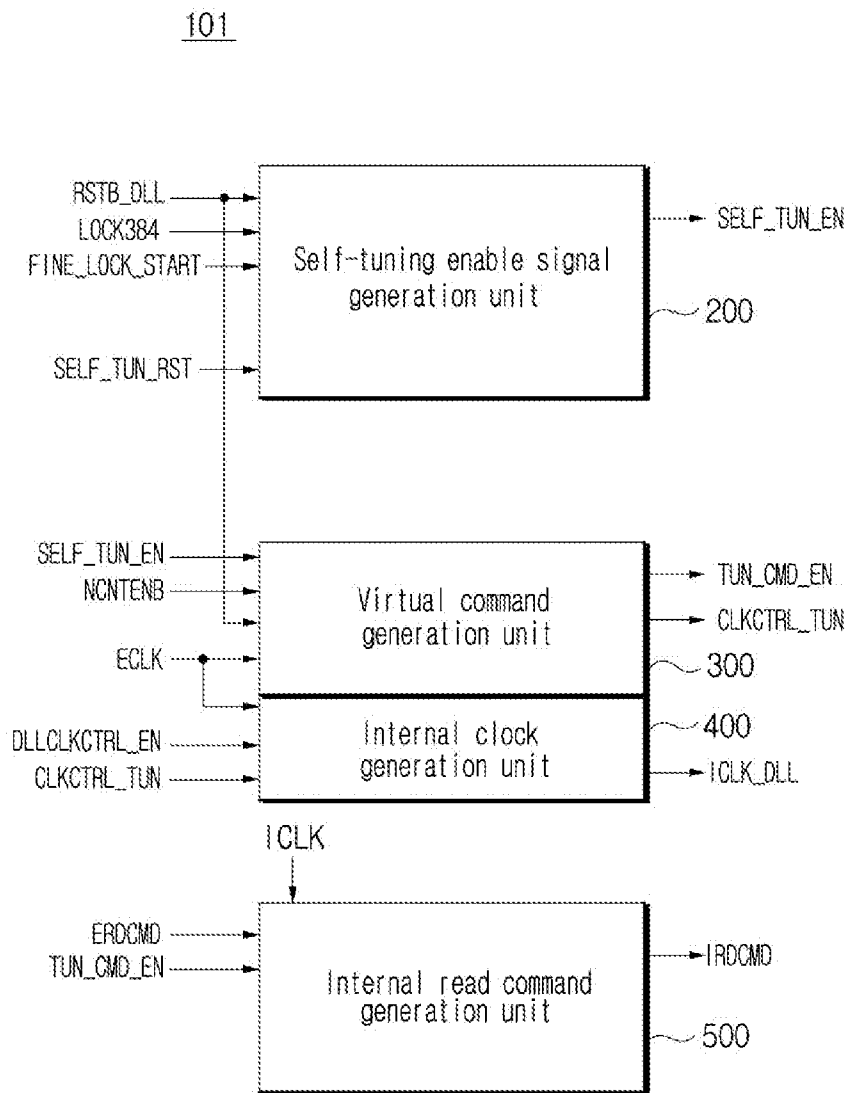 101
RSTB_DLL
LOCK384
FINE_LOCK_START
SELF_TUN_RST
Self-tuning enable signal
generation unit
SELF_TUN_EN
200
SELF_TUN_EN
NCNTENB
ECLK
Virtual command
generation unit
TUN_CMD_EN
CLKCTRL_TUN
300
DLLCLKCTRL_EN
CLKCTRL_TUN
Internal clock
generation unit
400
ICLK_DLL
ICLK
ERDCMD
TUN_CMD_EN
Internal read command
generation unit
IRDCMD
500